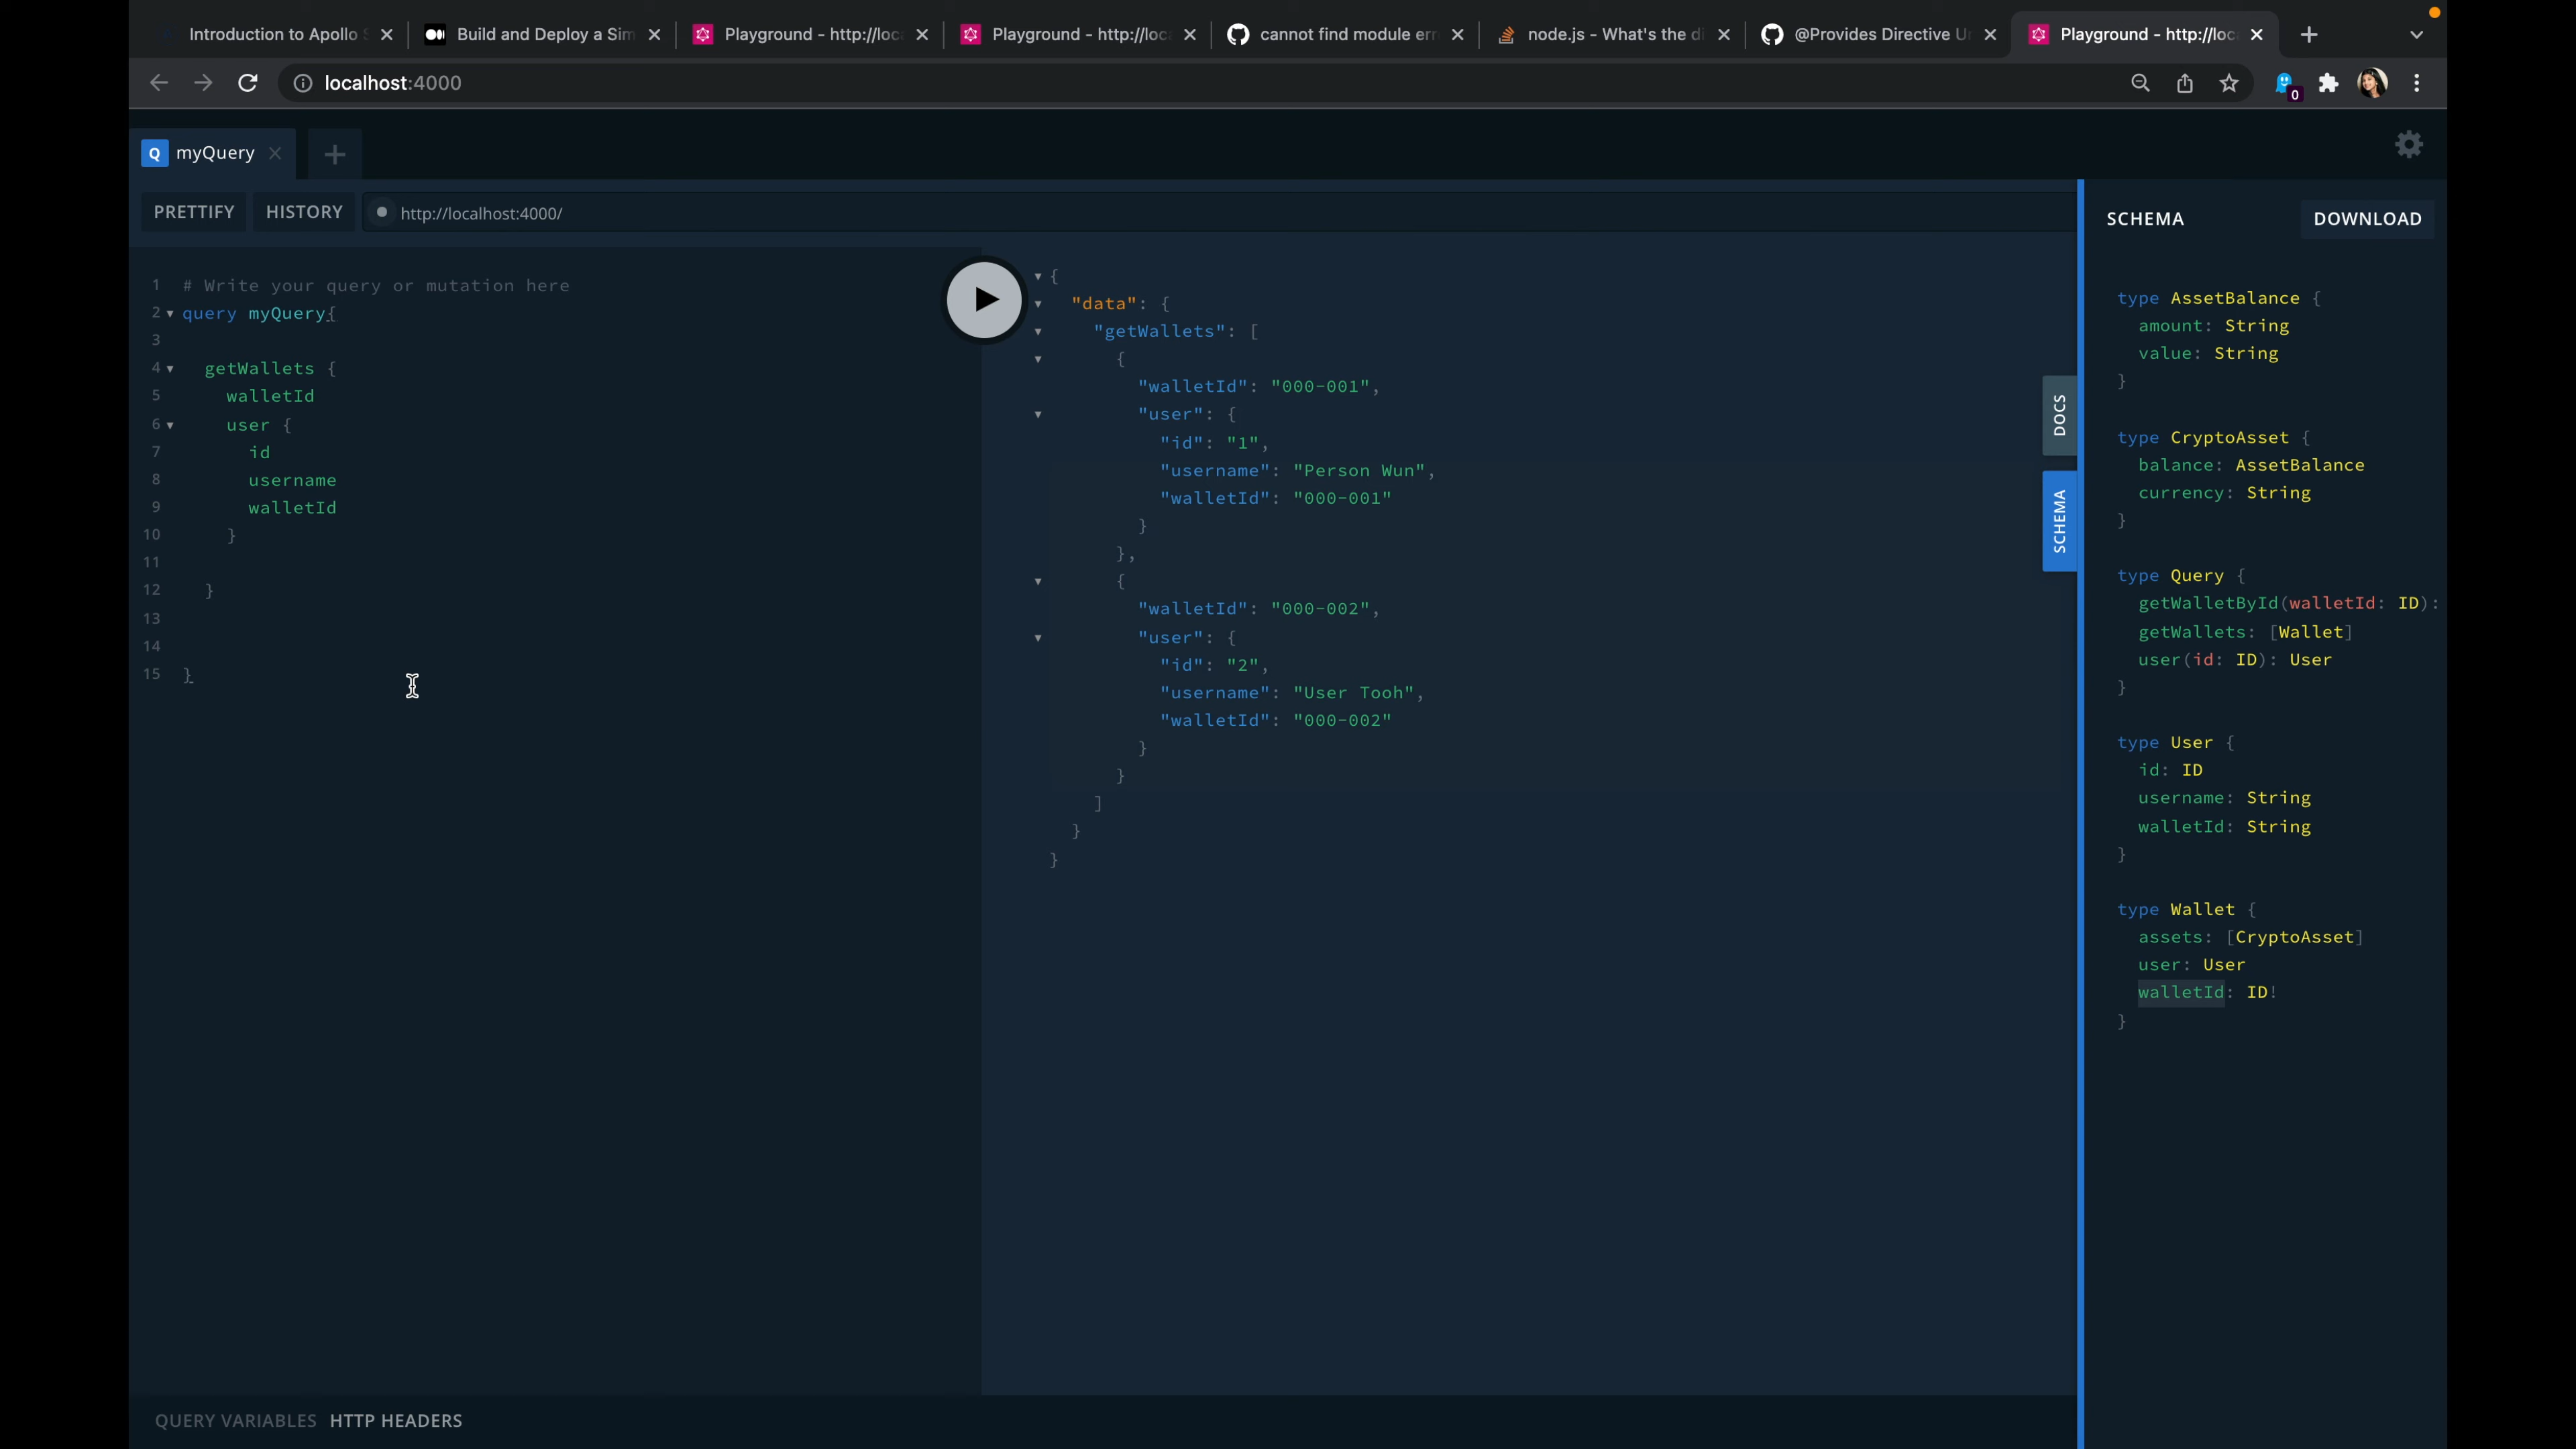 Introduction to Apollo S
Build and Deploy a Sim
Playground - http://loc
Playground - http://loc
cannot find module err
node.js - What's the di
@Provides Directive U
Playground - http://loc
localhost:4000
0
Q myQuery
PRETTIFY HISTORY http://localhost:4000/
1 # Write your query or mutation here
2 query myQuery{
3
4 getWallets {
5 walletId
6 user {
7 id
8 username
9 walletId
10 }
11
12 }
13
14
15 }
{
"data": {
"getWallets": [
{
"walletId": "000-001",
"user": {
"id": "1",
"username": "Person Wun",
"walletId": "000-001"
}
},
{
"walletId": "000-002",
"user": {
"id": "2",
"username": "User Tooh",
"walletId": "000-002"
}
}
]
}
}
DOCS
SCHEMA
SCHEMA DOWNLOAD
type AssetBalance {
amount: String
value: String
}
type CryptoAsset {
balance: AssetBalance
currency: String
}
type Query {
getWalletById(walletId: ID):
getWallets: [Wallet]
user(id: ID): User
}
type User {
id: ID
username: String
walletId: String
}
type Wallet {
assets: [CryptoAsset]
user: User
walletId: ID!
}
QUERY VARIABLES HTTP HEADERS